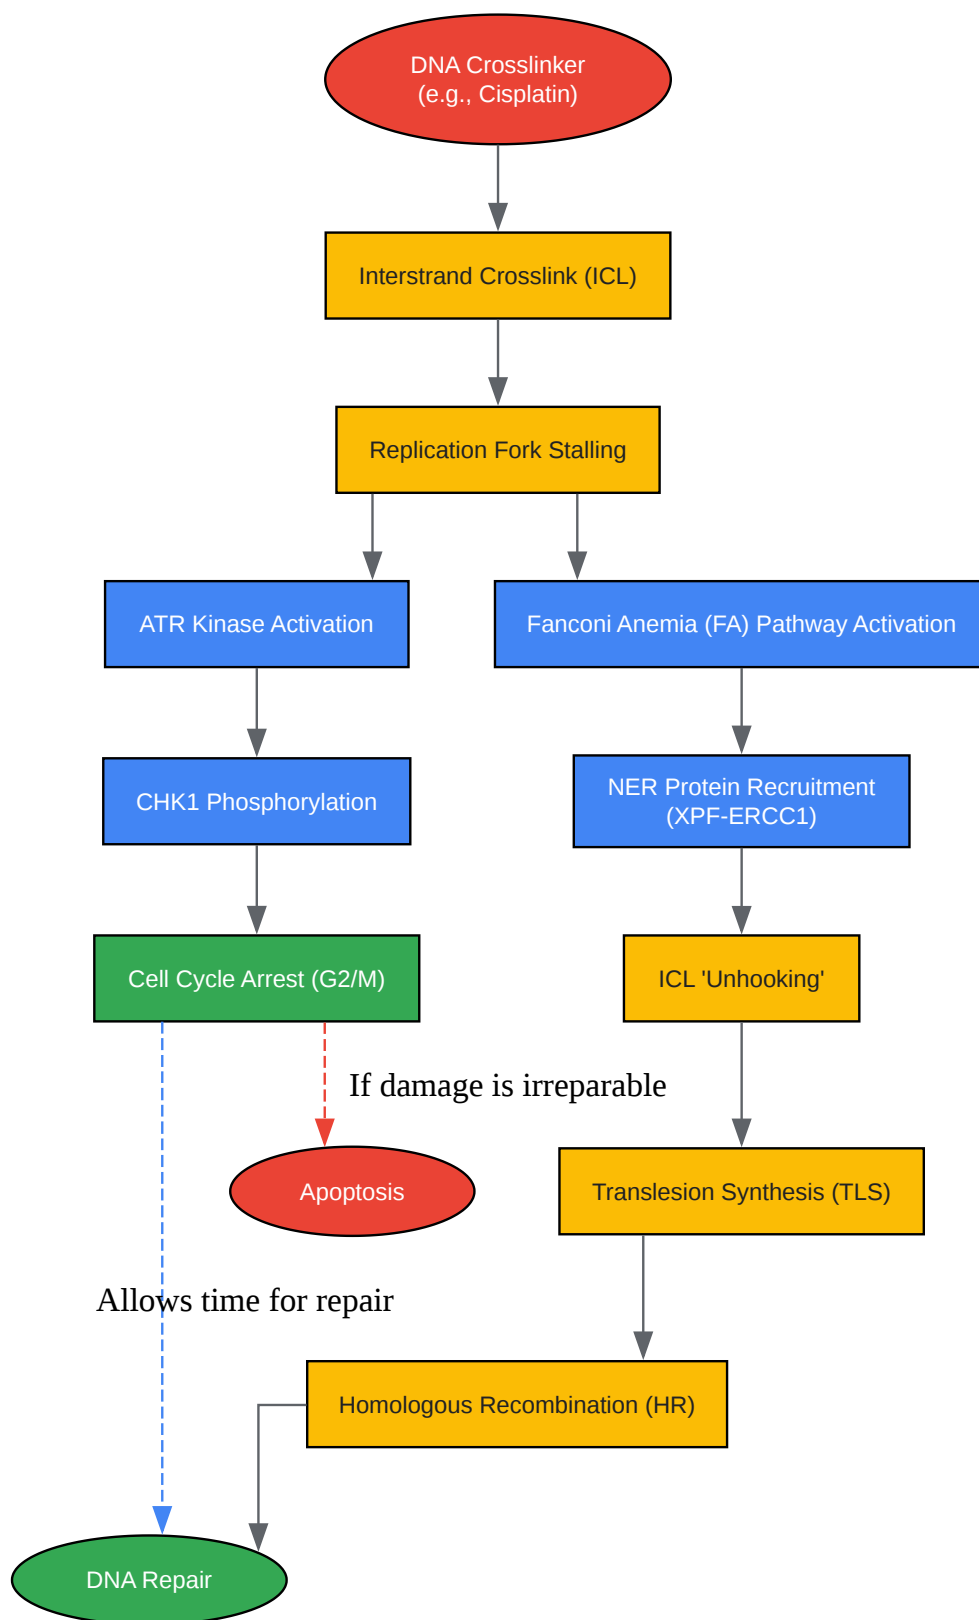 DNA Crosslinker
(e.g., Cisplatin)
Interstrand Crosslink (ICL)
Replication Fork Stalling
ATR Kinase Activation
Fanconi Anemia (FA) Pathway Activation
CHK1 Phosphorylation
NER Protein Recruitment
(XPF-ERCC1)
Cell Cycle Arrest (G2/M)
ICL 'Unhooking'
If damage is irreparable
Apoptosis
Translesion Synthesis (TLS)
Allows time for repair
Homologous Recombination (HR)
DNA Repair